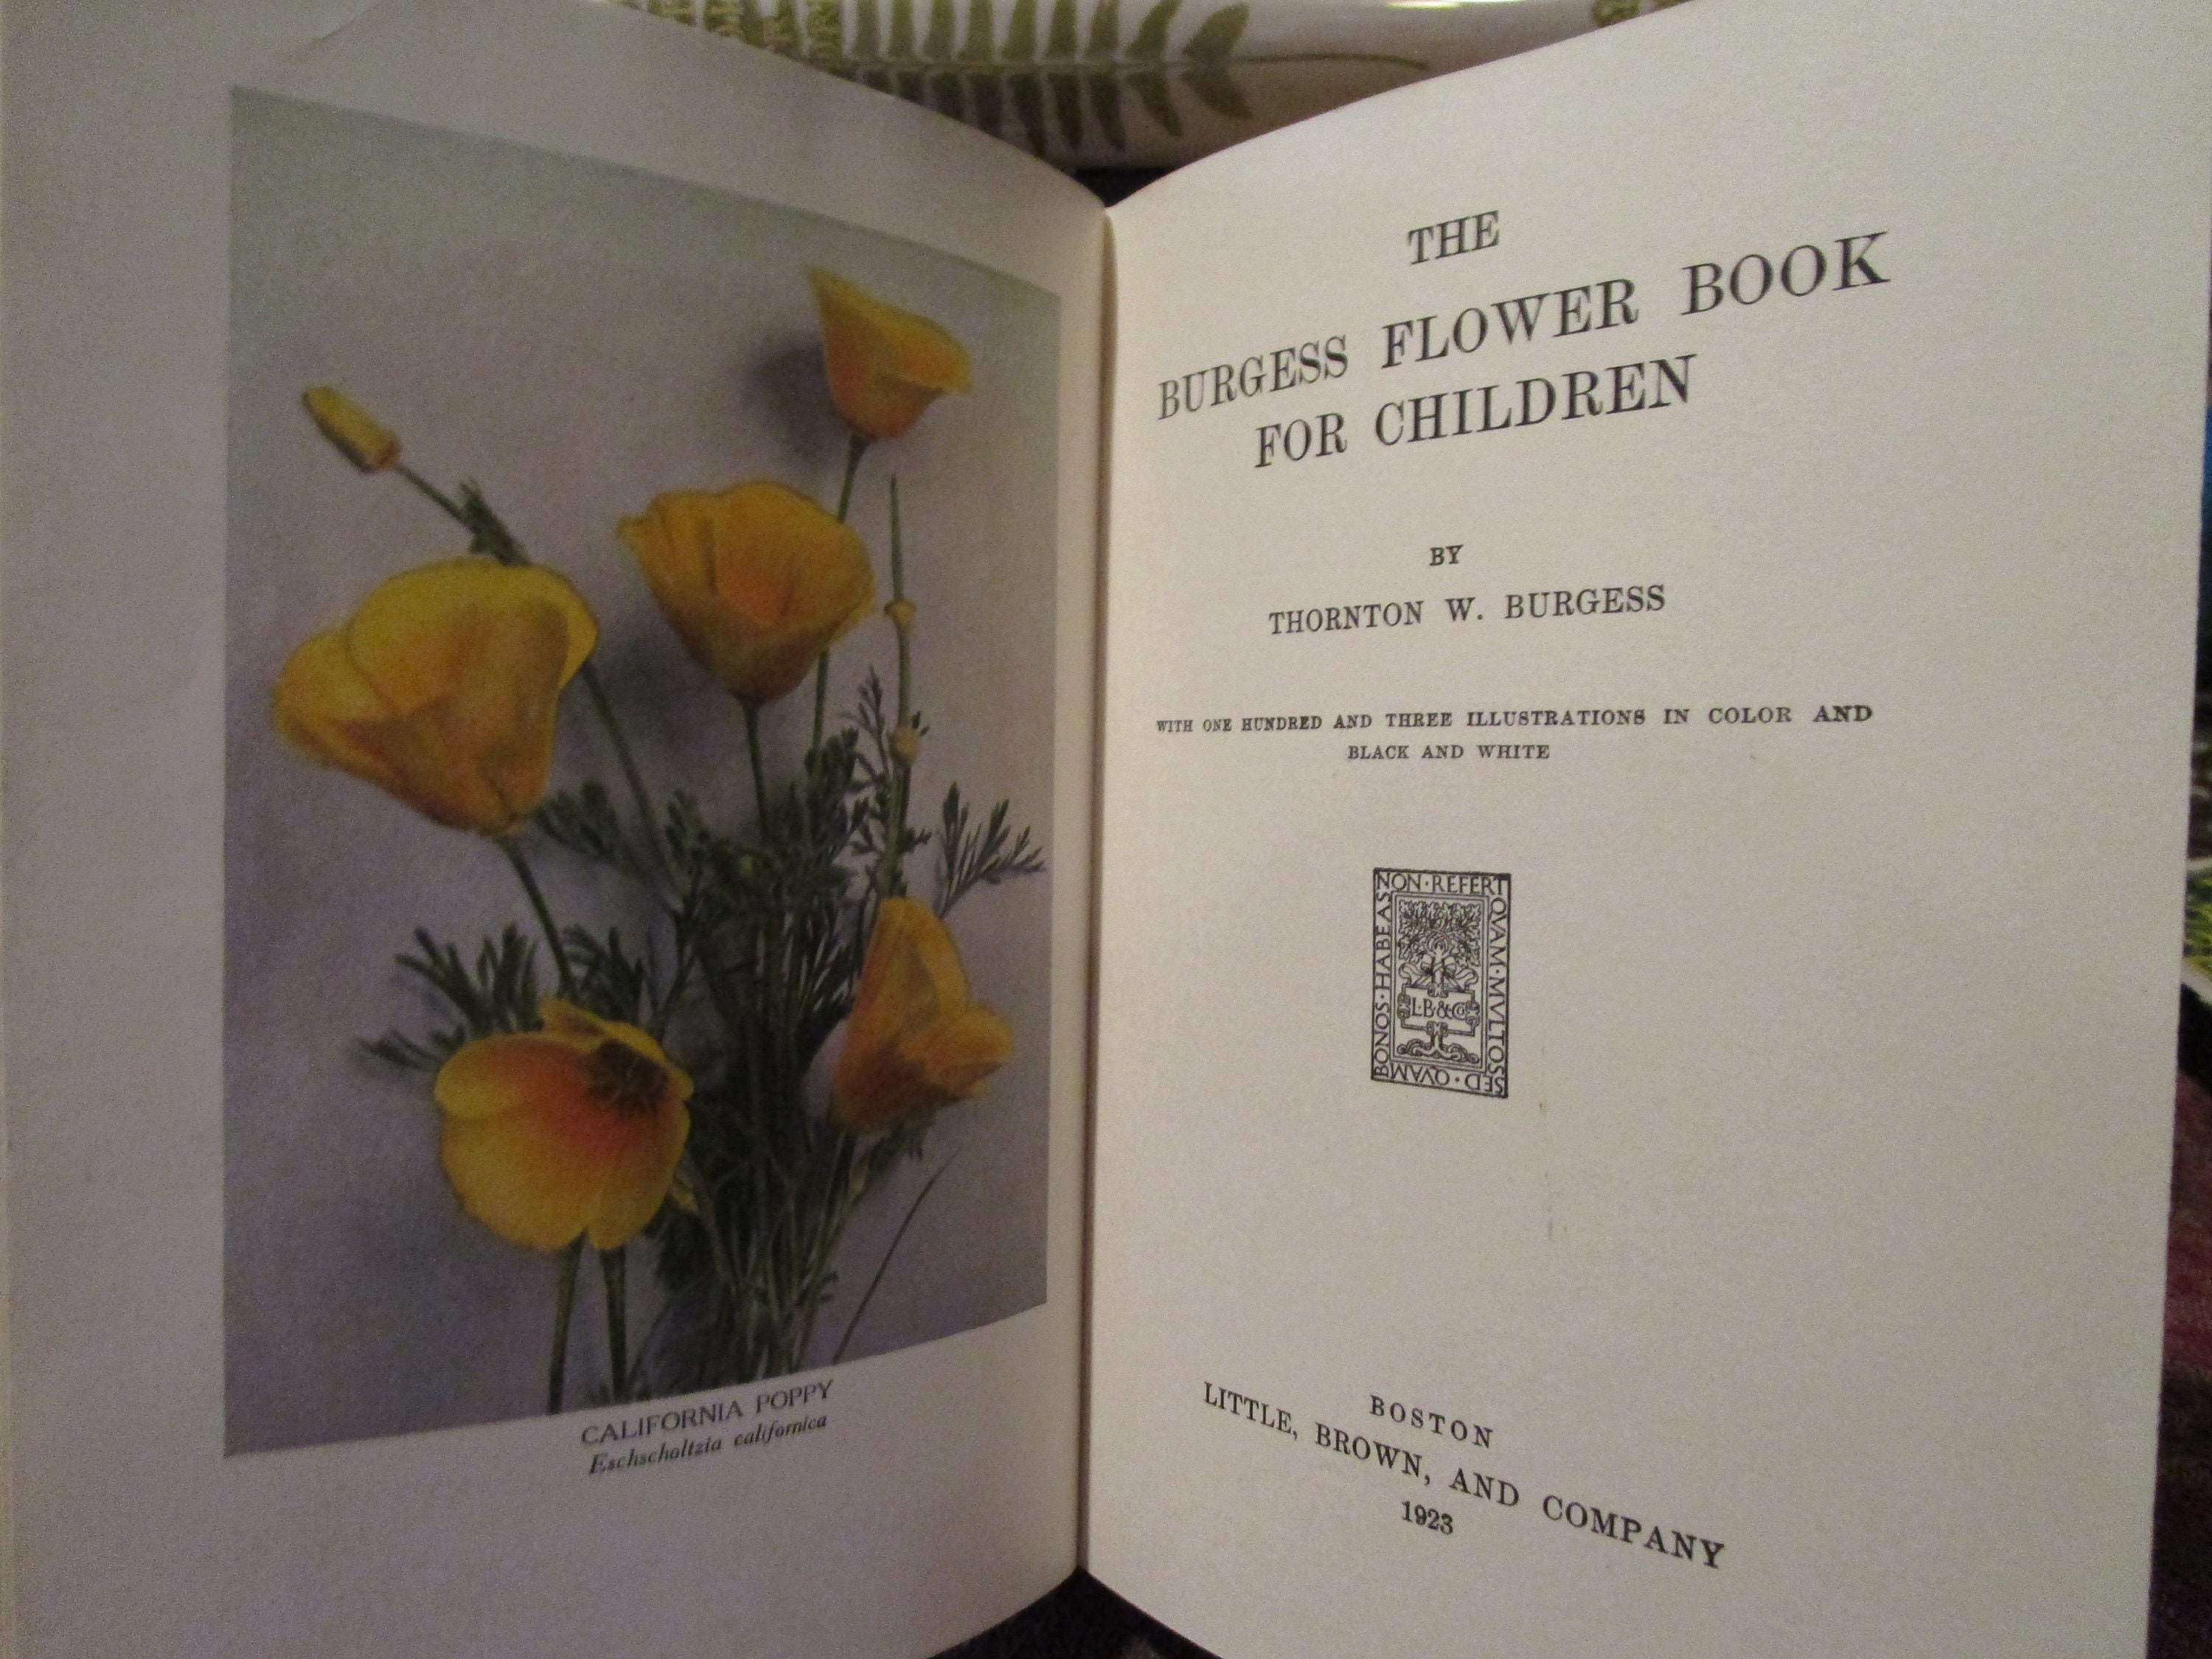 CALIFORNIA POPPY
Eschscholtzia californica
THE
BURGESS FLOWER BOOK
FOR CHILDREN
BY
THORNTON W. BURGESS
WITH ONE HUNDRED AND THREE ILLUSTRATIONS IN COLOR AND
BLACK AND WHITE
NON·REFERT
QVAM·MVLTOS
SED·QVAM
BONOS·HABEAS
L·B·&Co
BOSTON
LITTLE, BROWN, AND COMPANY
1923